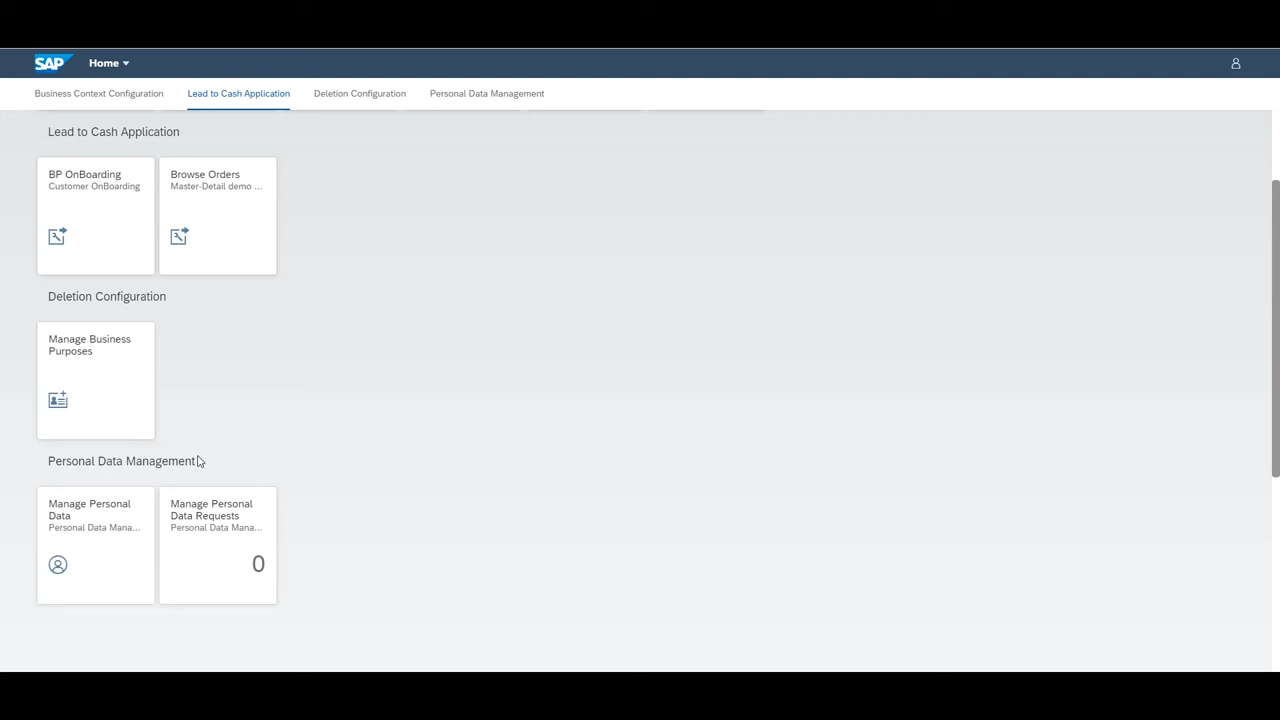 SAP Home
Business Context Configuration Lead to Cash Application Deletion Configuration Personal Data Management
Lead to Cash Application
BP OnBoarding
Customer OnBoarding
Browse Orders
Master-Detail demo ...
Deletion Configuration
Manage Business
Purposes
Personal Data Management
Manage Personal
Data
Personal Data Mana...
Manage Personal
Data Requests
Personal Data Mana...
0